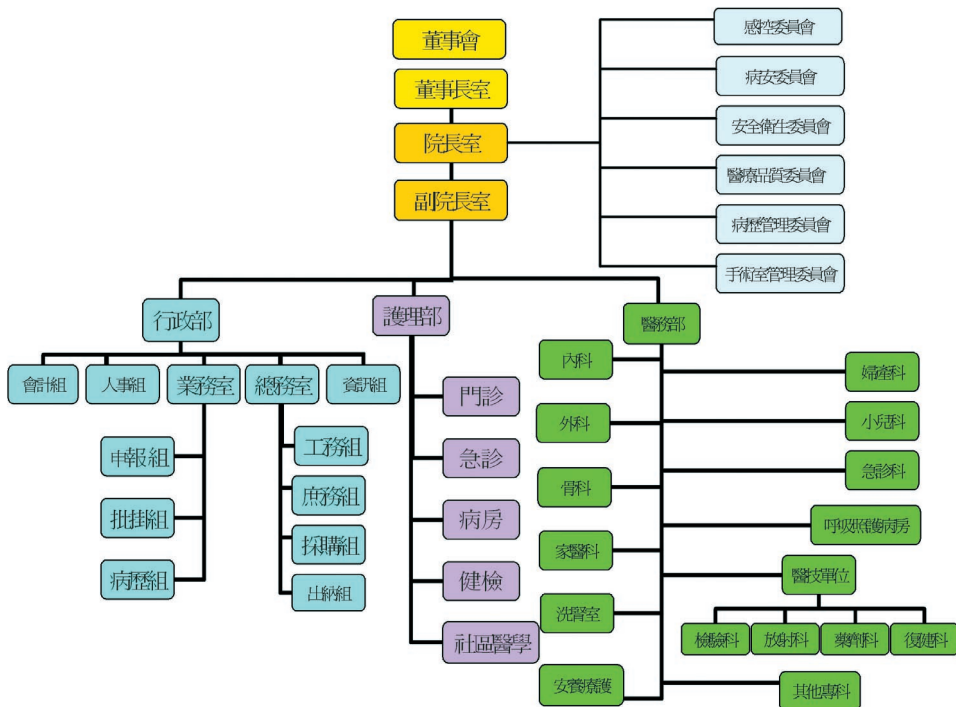 董事會
董事長室
院長室
副院長室
感控委員會
病安委員會
安全衛生委員會
醫療品質委員會
病歷管理委員會
手術室管理委員會
行政部
護理部
醫務部
會計組
人事組
業務室
總務室
資訊組
申報組
批掛組
病歷組
工務組
庶務組
採購組
出納組
門診
急診
病房
健檢
社區醫學
內科
外科
骨科
家醫科
洗腎室
安養療護
婦產科
小兒科
急診科
呼吸照護病房
醫技單位
檢驗科
放射科
藥劑科
復健科
其他專科